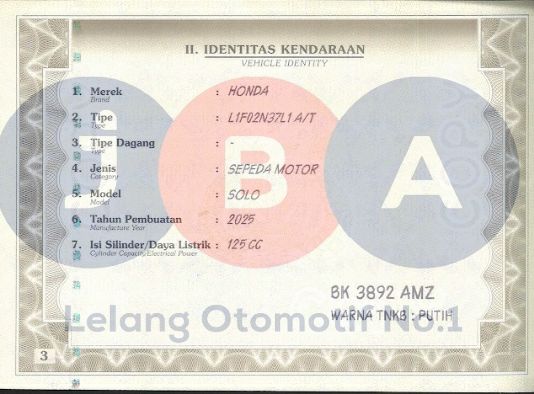 II. IDENTITAS KENDARAAN
VEHICLE IDENTITY
1. Merek : HONDA
Brand
2. Tipe : L1F02N37L1 A/T
Type
3. Tipe Dagang : -
Type
4. Jenis : SEPEDA MOTOR
Category
5. Model : SOLO
Model
6. Tahun Pembuatan : 2025
Manufacture Year
7. Isi Silinder/Daya Listrik : 125 CC
Cylinder Capacity/Electrical Power
BK 3892 AMZ
WARNA TNKB : PUTIH
3
j B A
Lelang Otomotif No.1
COPY